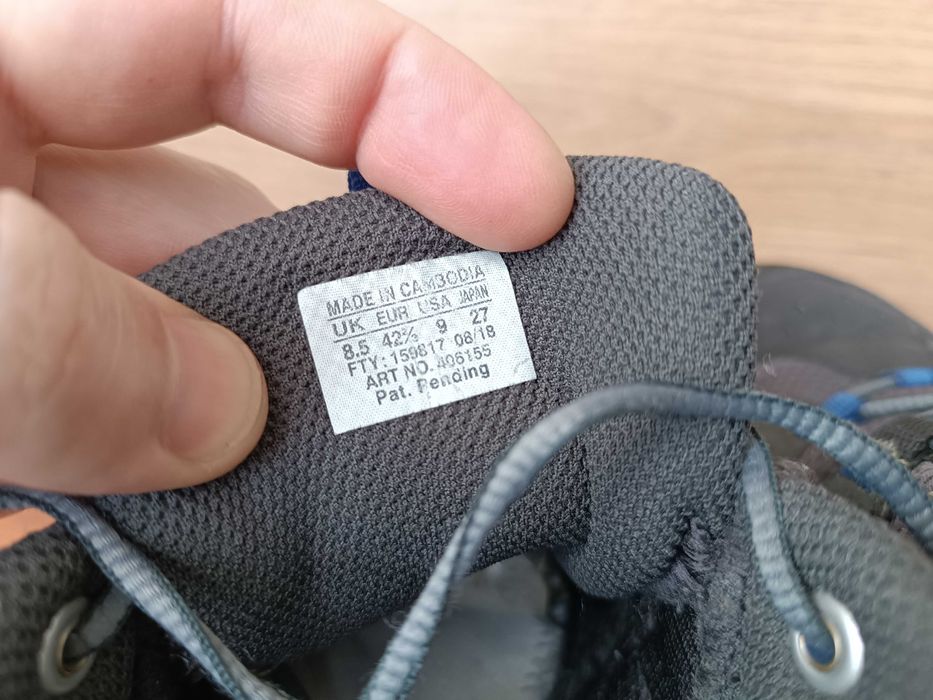 MADE IN CAMBODIA
UK EUR USA JAPAN
8.5 42⅔ 9 27
FTY: 159817 08/18
ART NO. 406155
Pat. Pending